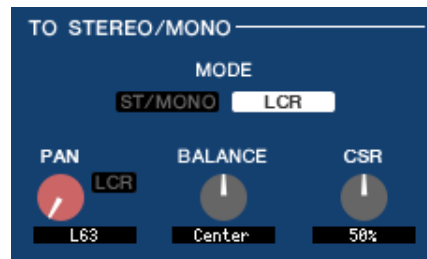 TO STEREO/MONO
MODE
ST/MONO LCR
PAN BALANCE CSR
LCR
L63 Center 50%